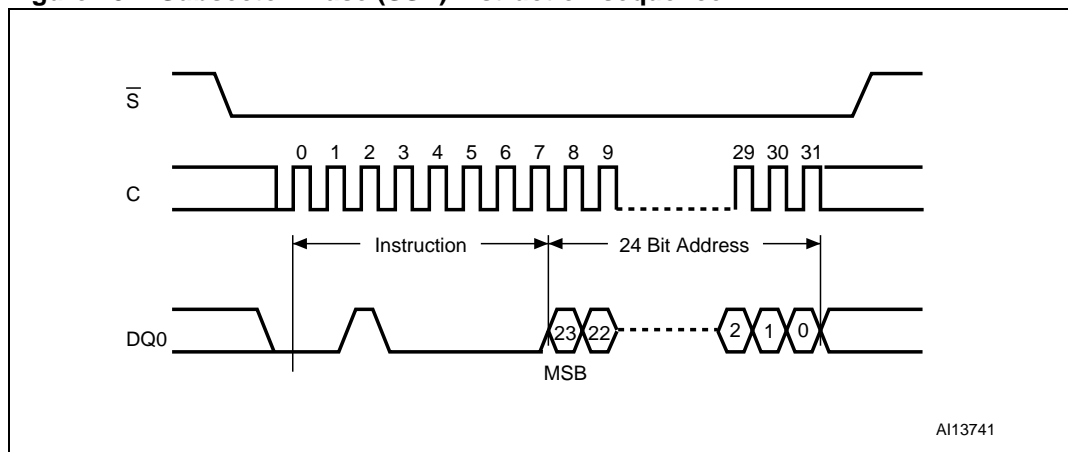 S
0 1 2 3 4 5 6 7 8 9 29 30 31
C
Instruction 24 Bit Address
DQ0 23 22 2 1 0
MSB
AI13741